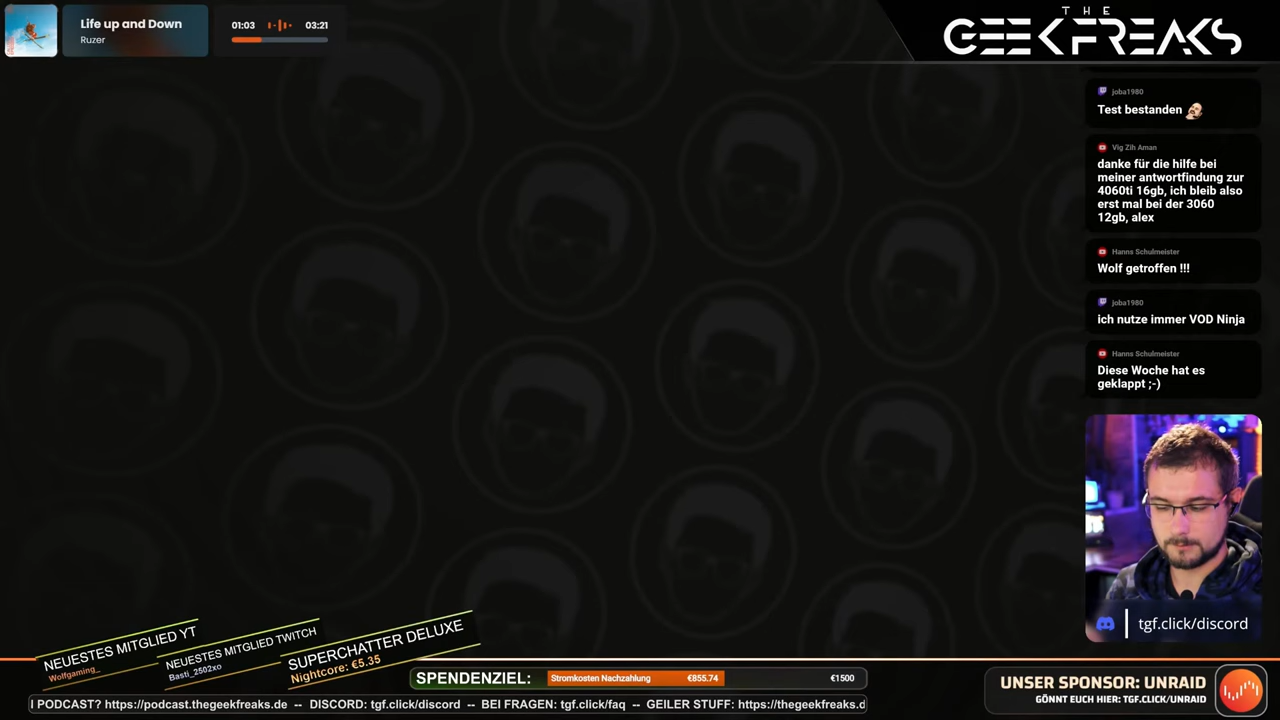 Life up and Down
Ruzer
01:03
03:21
THE
GEEKFREAKS
joba1980
Test bestanden
Vig Zih Aman
danke für die hilfe bei
meiner antwortfindung zur
4060ti 16gb, ich bleib also
erst mal bei der 3060
12gb, alex
Hanns Schulmeister
Wolf getroffen !!!
joba1980
ich nutze immer VOD Ninja
Hanns Schulmeister
Diese Woche hat es
geklappt ;-)
tgf.click/discord
NEUESTES MITGLIED YT
Wolfgaming_
NEUESTES MITGLIED TWITCH
Basti_2502xo
SUPERCHATTER DELUXE
Nightcore: €5.35
SPENDENZIEL:
Stromkosten Nachzahlung €855.74 €1500
I PODCAST? https://podcast.thegeekfreaks.de -- DISCORD: tgf.click/discord -- BEI FRAGEN: tgf.click/faq -- GEILER STUFF: https://thegeekfreaks.d
UNSER SPONSOR: UNRAID
GÖNNT EUCH HIER: TGF.CLICK/UNRAID